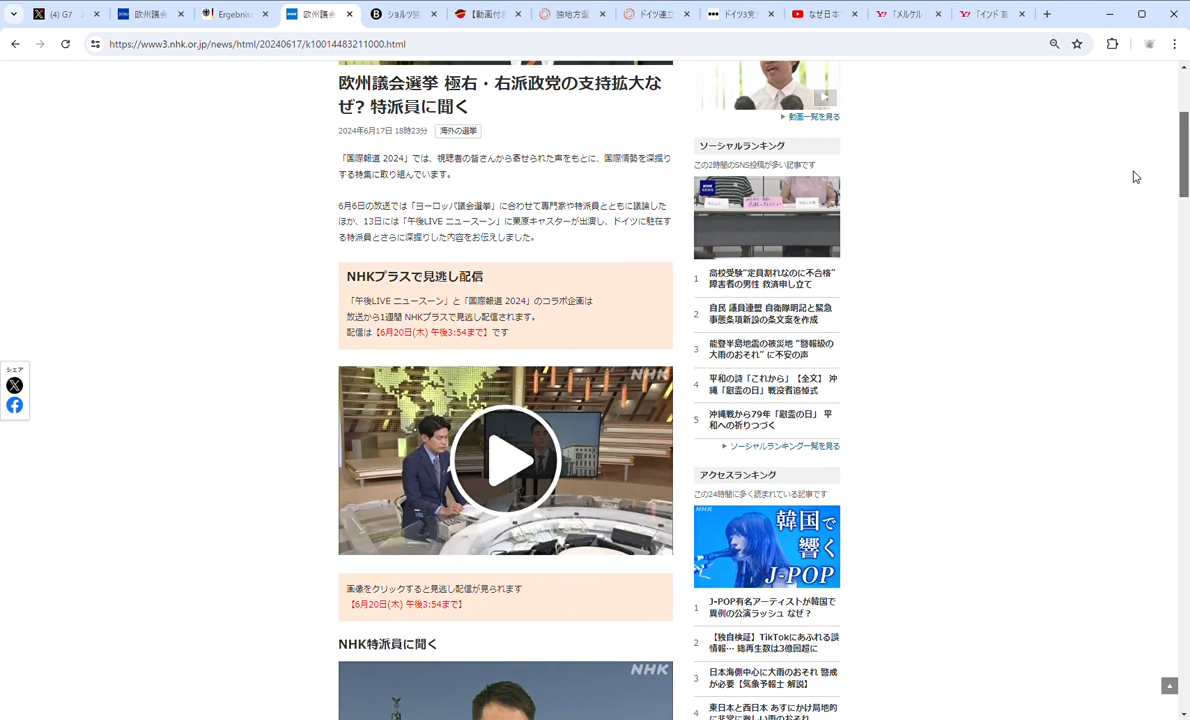 (4) G7
欧州議会
Ergebnis
欧州議会
ショルツ独
【動画付き
独地方選
ドイツ連立
ドイツ3党
なぜ日本で
「メルケル
「インド 首
https://www3.nhk.or.jp/news/html/20240617/k10014483211000.html
欧州議会選挙 極右・右派政党の支持拡大な
ぜ? 特派員に聞く
2024年6月17日 18時23分 海外の選挙
「国際報道 2024」では、視聴者の皆さんから寄せられた声をもとに、国際情勢を深掘り
する特集に取り組んでいます。
6月6日の放送では「ヨーロッパ議会選挙」に合わせて専門家や特派員とともに議論した
ほか、13日には「午後LIVE ニュースーン」に栗原キャスターが出演し、ドイツに駐在す
る特派員とさらに深掘りした内容をお伝えしました。
NHKプラスで見逃し配信
「午後LIVE ニュースーン」と「国際報道 2024」のコラボ企画は
放送から1週間 NHKプラスで見逃し配信されます。
配信は【6月20日(木) 午後3:54まで】です
NHK
画像をクリックすると見逃し配信が見られます
【6月20日(木) 午後3:54まで】
NHK特派員に聞く
NHK
シェア
動画一覧を見る
ソーシャルランキング
この2時間のSNS投稿が多い記事です
NHK
NEWS
1 高校受験“定員割れなのに不合格”
障害者の男性 救済申し立て
2 自民 議員連盟 自衛隊明記と緊急
事態条項新設の条文案を作成
3 能登半島地震の被災地 “警報級の
大雨のおそれ” に不安の声
4 平和の詩「これから」【全文】 沖
縄「慰霊の日」戦没者追悼式
5 沖縄戦から79年「慰霊の日」 平
和への祈りつづく
ソーシャルランキング一覧を見る
アクセスランキング
この24時間に多く読まれている記事です
NHK
韓国で
響く
J-POP
1 J-POP有名アーティストが韓国で
異例の公演ラッシュ なぜ?
2 【独自検証】TikTokにあふれる誤
情報… 総再生数は3億回超に
3 日本海側中心に大雨のおそれ 警戒
が必要【気象予報士 解説】
4 東日本と西日本 あすにかけ局地的
に非常に激しい雨のおそれ